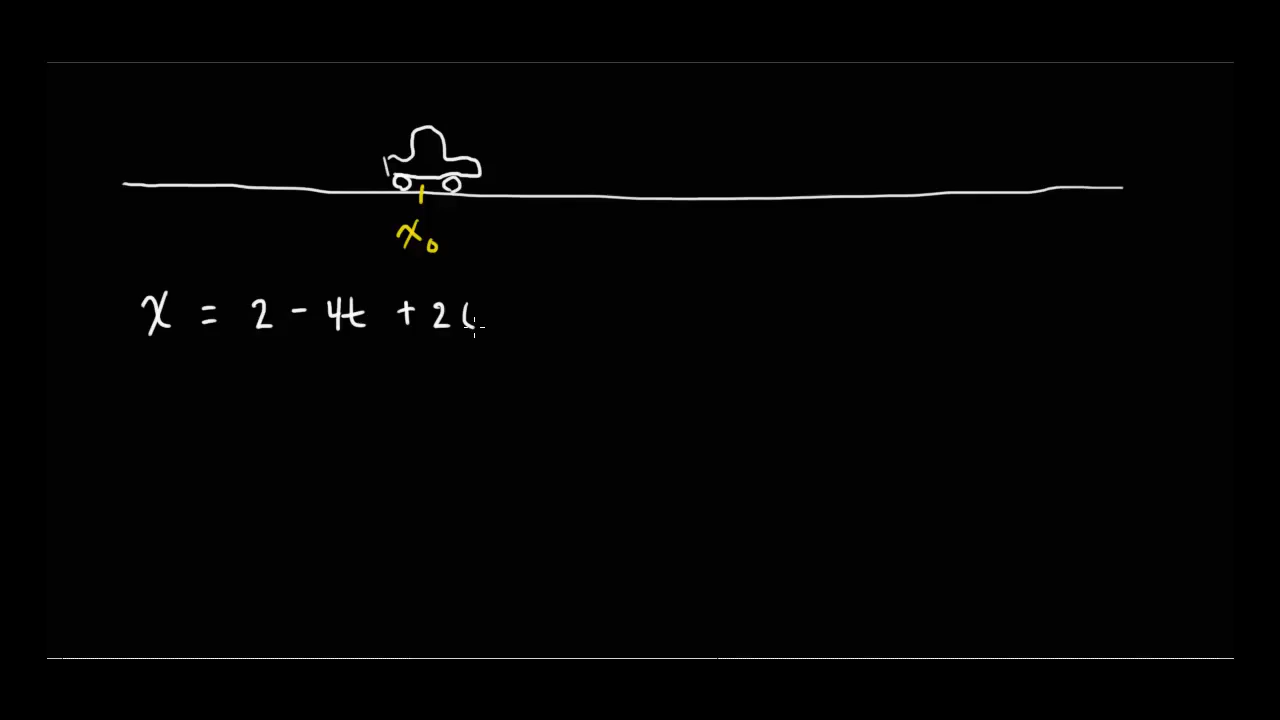 x₀
x = 2 - 4t + 2